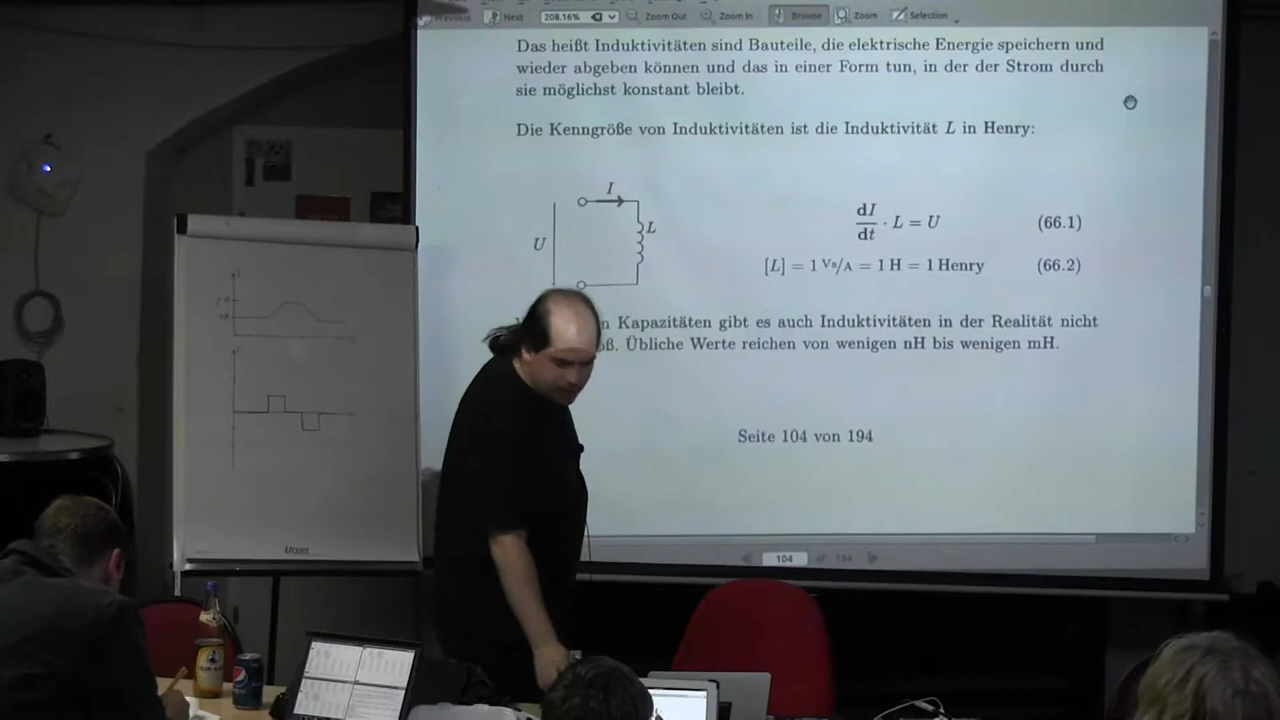 Previous
Next
208.16%
Zoom Out
Zoom In
Browse
Zoom
Selection
Das heißt Induktivitäten sind Bauteile, die elektrische Energie speichern und
wieder abgeben können und das in einer Form tun, in der der Strom durch
sie möglichst konstant bleibt.
Die Kenngröße von Induktivitäten ist die Induktivität L in Henry:
I
L
U
dI/dt · L = U (66.1)
[L] = 1 Vs/A = 1 H = 1 Henry (66.2)
Kapazitäten gibt es auch Induktivitäten in der Realität nicht
Übliche Werte reichen von wenigen nH bis wenigen mH.
Seite 104 von 194
104 of 194